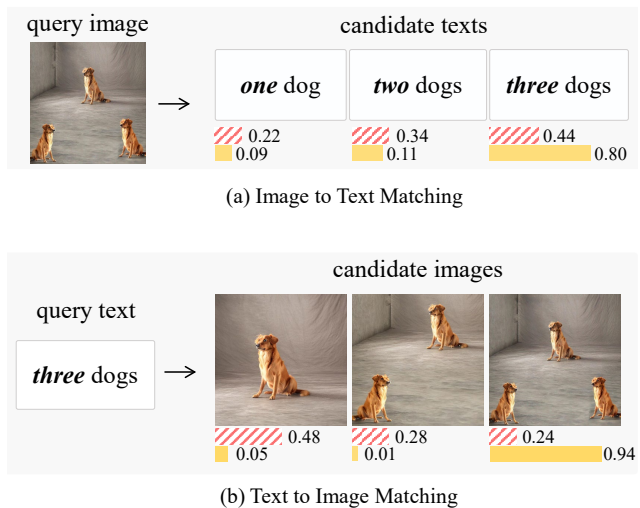 query image
candidate texts
one dog
two dogs
three dogs
0.22
0.34
0.44
0.09
0.11
0.80
(a) Image to Text Matching
candidate images
query text
three dogs
0.48
0.28
0.24
0.05
0.01
0.94
(b) Text to Image Matching